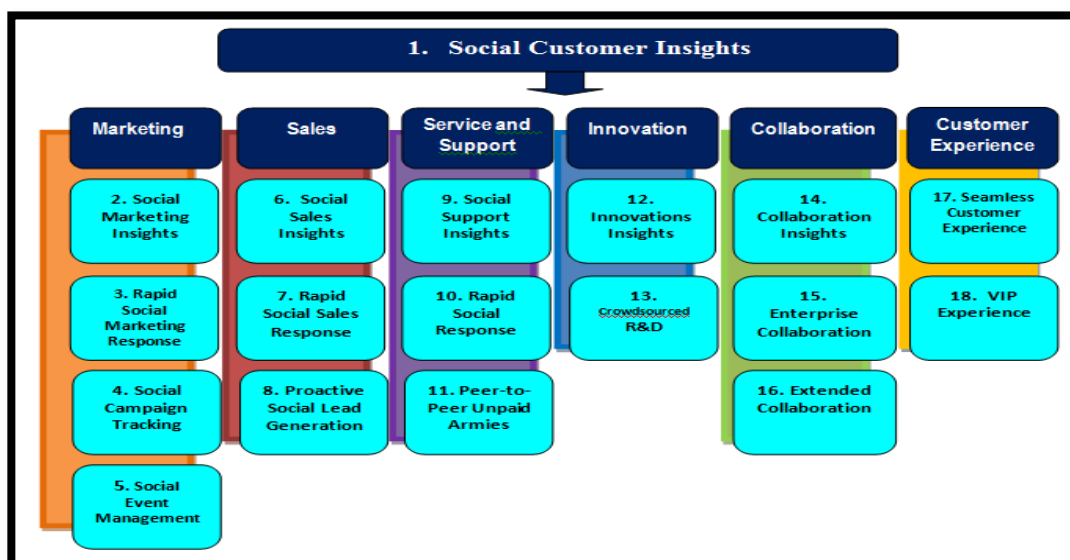 1. Social Customer Insights
Marketing
Sales
Service and
Support
Innovation
Collaboration
Customer
Experience
2. Social
Marketing
Insights
3. Rapid
Social
Marketing
Response
4. Social
Campaign
Tracking
5. Social
Event
Management
6. Social
Sales
Insights
7. Rapid
Social Sales
Response
8. Proactive
Social Lead
Generation
9. Social
Support
Insights
10. Rapid
Social
Response
11. Peer-to-
Peer Unpaid
Armies
12.
Innovations
Insights
13.
Crowdsourced
R&D
14.
Collaboration
Insights
15.
Enterprise
Collaboration
16. Extended
Collaboration
17. Seamless
Customer
Experience
18. VIP
Experience